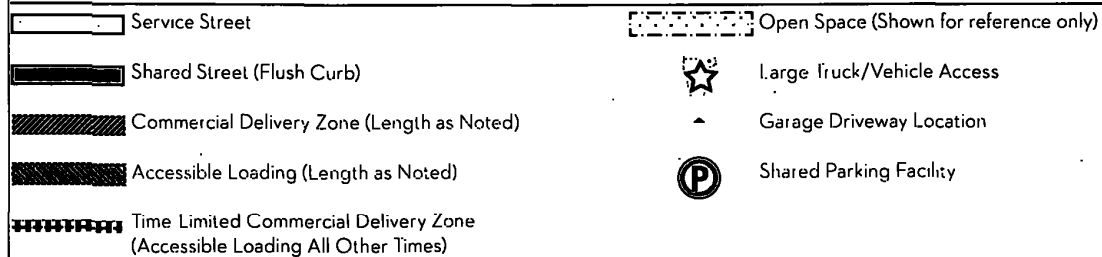 Service Street
Shared Street (Flush Curb)
Commercial Delivery Zone (Length as Noted)
Accessible Loading (Length as Noted)
Time Limited Commercial Delivery Zone
(Accessible Loading All Other Times)
Open Space (Shown for reference only)
Large Truck/Vehicle Access
Garage Driveway Location
P
Shared Parking Facility